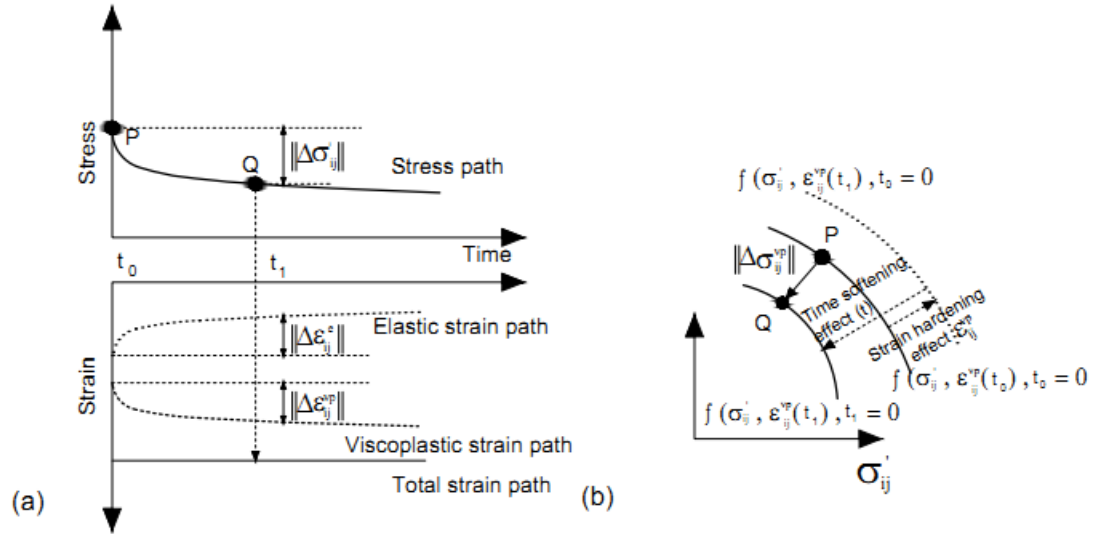 Stress
P
Q
‖Δσ'ij‖
Stress path
Time
t0
t1
Strain
‖Δεᵉij‖
Elastic strain path
‖Δεᵛᵖij‖
Viscoplastic strain path
Total strain path
(a)
f (σ'ij , εᵛᵖij(t1) , t0 = 0
P
‖Δσᵛᵖij‖
Q
Time softening
effect (t)
Strain hardening
effect :εᵛᵖij
f (σ'ij , εᵛᵖij(t0) , t0 = 0
f (σ'ij , εᵛᵖij(t1) , t1 = 0
σ'ij
(b)